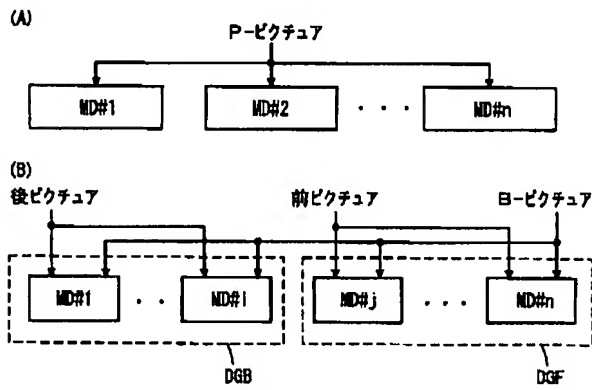 (A)
P-ピクチュア
MD#1 MD#2 ・・・ MD#n
(B)
後ピクチュア 前ピクチュア B-ピクチュア
MD#1 ・・ MD#i MD#j ・・・ MD#n
DGB DGF